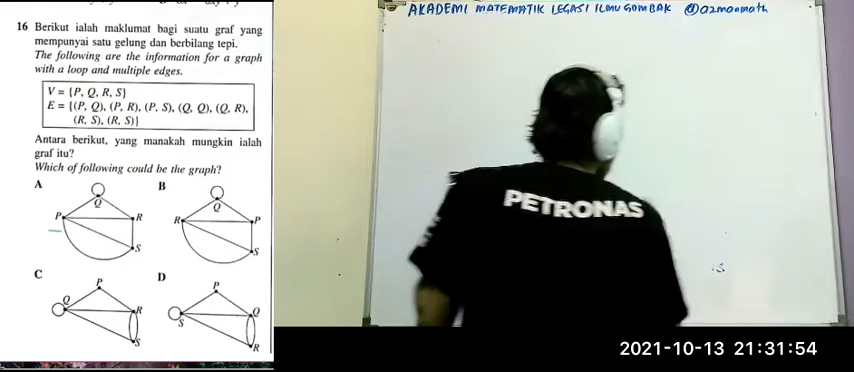 16 Berikut ialah maklumat bagi suatu graf yang
mempunyai satu gelung dan berbilang tepi.
The following are the information for a graph
with a loop and multiple edges.
V = {P, Q, R, S}
E = {(P, Q), (P, R), (P, S), (Q, Q), (Q, R),
(R, S), (R, S)}
Antara berikut, yang manakah mungkin ialah
graf itu?
Which of following could be the graph?
A
Q
P
R
S
B
Q
R
P
S
C
P
Q
R
S
D
P
S
Q
R
AKADEMI MATEMATIK LEGASI ILMU GOMBAK @azmanmath
PETRONAS
2021-10-13 21:31:54